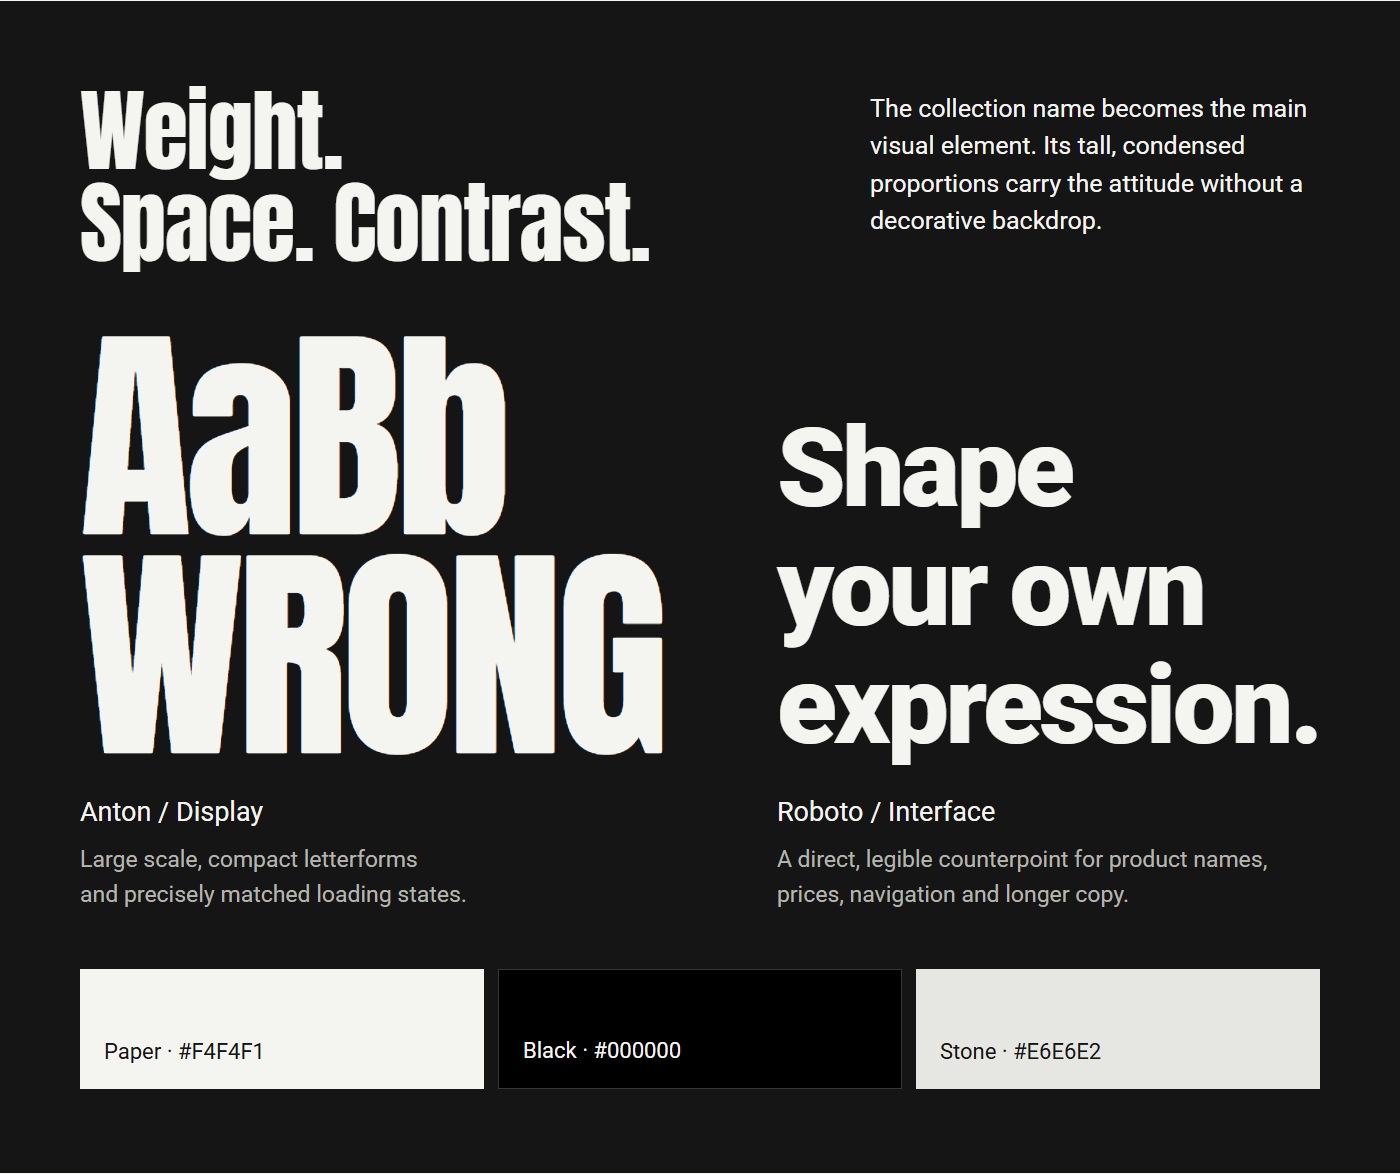 Weight.
Space. Contrast.
The collection name becomes the main
visual element. Its tall, condensed
proportions carry the attitude without a
decorative backdrop.
AaBb
WRONG
Anton / Display
Large scale, compact letterforms
and precisely matched loading states.
Shape
your own
expression.
Roboto / Interface
A direct, legible counterpoint for product names,
prices, navigation and longer copy.
Paper · #F4F4F1
Black · #000000
Stone · #E6E6E2